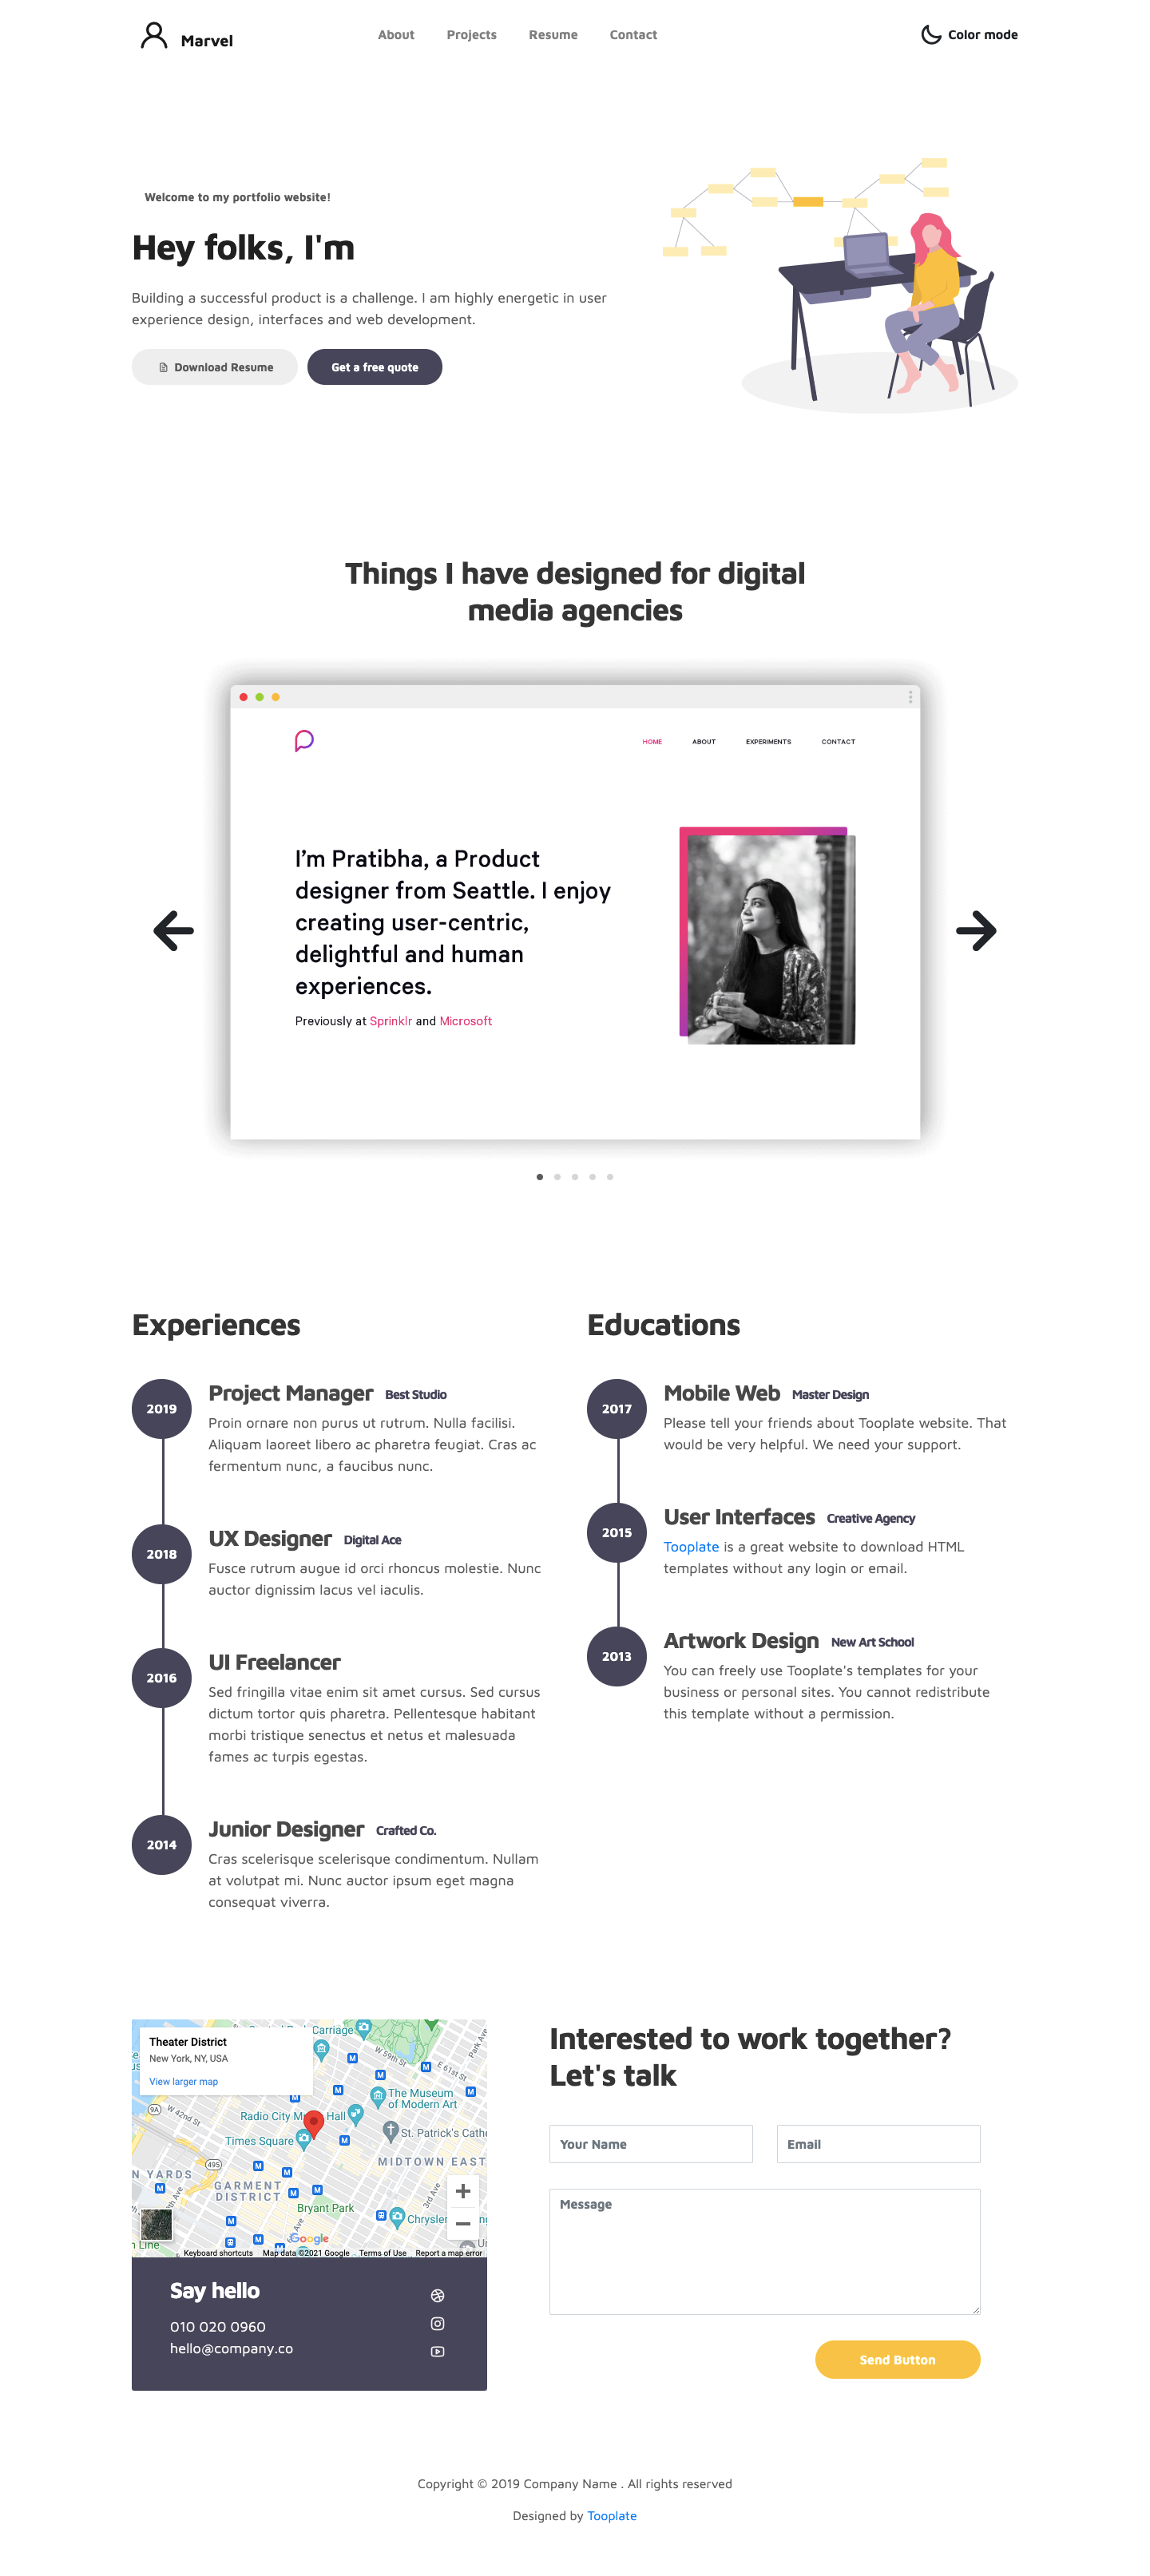 Marvel
About
Projects
Resume
Contact
Color mode
Welcome to my portfolio website!
Hey folks, I'm
Building a successful product is a challenge. I am highly energetic in user
experience design, interfaces and web development.
Download Resume
Get a free quote
Things I have designed for digital
media agencies
HOME
ABOUT
EXPERIMENTS
CONTACT
I’m Pratibha, a Product
designer from Seattle. I enjoy
creating user-centric,
delightful and human
experiences.
Previously at Sprinklr and Microsoft
Experiences
2019
Project Manager Best Studio
Proin ornare non purus ut rutrum. Nulla facilisi.
Aliquam laoreet libero ac pharetra feugiat. Cras ac
fermentum nunc, a faucibus nunc.
2018
UX Designer Digital Ace
Fusce rutrum augue id orci rhoncus molestie. Nunc
auctor dignissim lacus vel iaculis.
2016
UI Freelancer
Sed fringilla vitae enim sit amet cursus. Sed cursus
dictum tortor quis pharetra. Pellentesque habitant
morbi tristique senectus et netus et malesuada
fames ac turpis egestas.
2014
Junior Designer Crafted Co.
Cras scelerisque scelerisque condimentum. Nullam
at volutpat mi. Nunc auctor ipsum eget magna
consequat viverra.
Educations
2017
Mobile Web Master Design
Please tell your friends about Tooplate website. That
would be very helpful. We need your support.
2015
User Interfaces Creative Agency
Tooplate is a great website to download HTML
templates without any login or email.
2013
Artwork Design New Art School
You can freely use Tooplate's templates for your
business or personal sites. You cannot redistribute
this template without a permission.
Theater District
New York, NY, USA
View larger map
Carriage
W 59th St
E 61st St
Park Ave
The Museum
of Modern Art
9A
W 42nd St
Radio City M Hall
Times Square
St. Patrick's Cathe
495
MIDTOWN EAST
N YARDS
GARMENT
DISTRICT
3rd Ave
Bryant Park
Chrysler
n Line
Google
Keyboard shortcuts
Map data ©2021 Google
Terms of Use
Report a map error
Say hello
010 020 0960
hello@company.co
Interested to work together?
Let's talk
Your Name
Email
Message
Send Button
Copyright © 2019 Company Name . All rights reserved
Designed by Tooplate